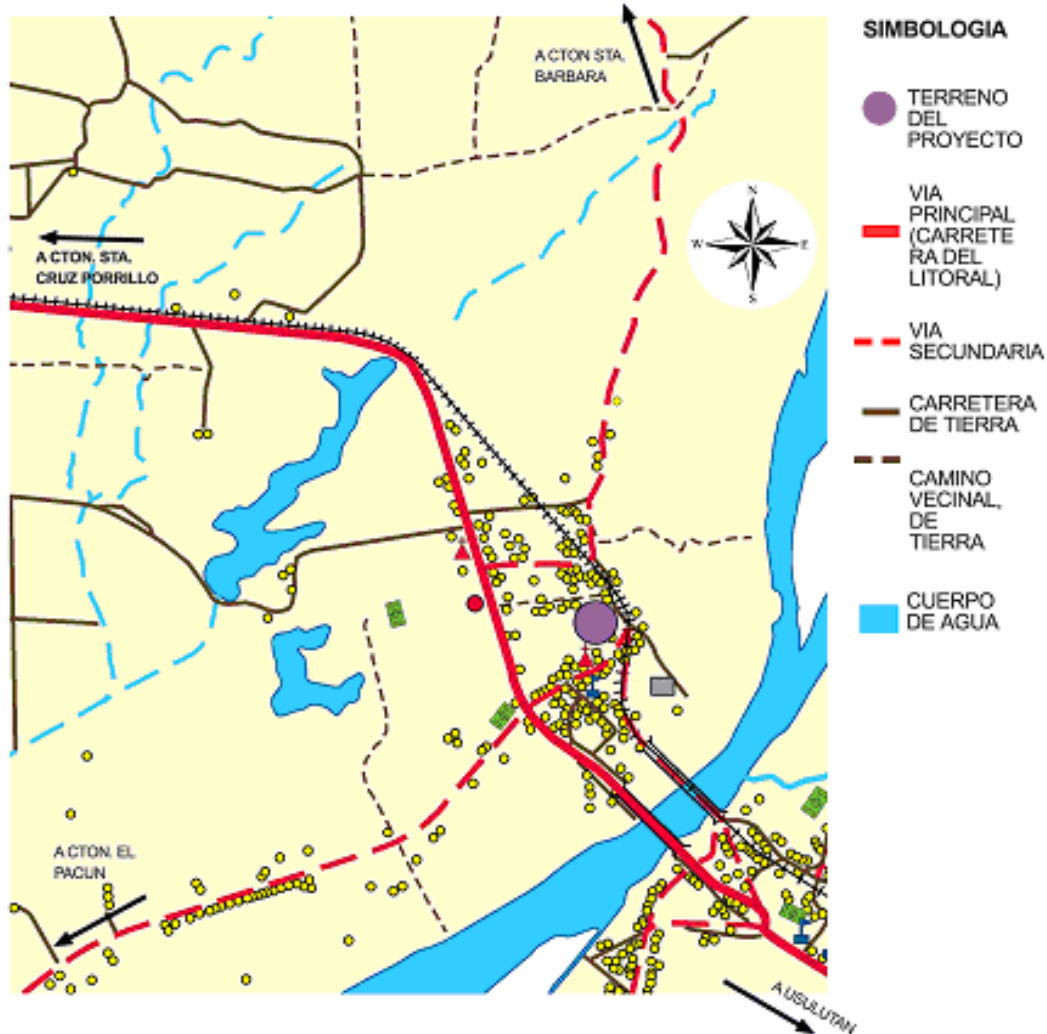 A CTON STA.
BARBARA
A CTON. STA.
CRUZ PORRILLO
N
W
E
S
A CTON. EL
PACUN
A USULUTAN
SIMBOLOGIA
TERRENO
DEL
PROYECTO
VIA
PRINCIPAL
(CARRETE
RA DEL
LITORAL)
VIA
SECUNDARIA
CARRETERA
DE TIERRA
CAMINO
VECINAL,
DE
TIERRA
CUERPO
DE AGUA